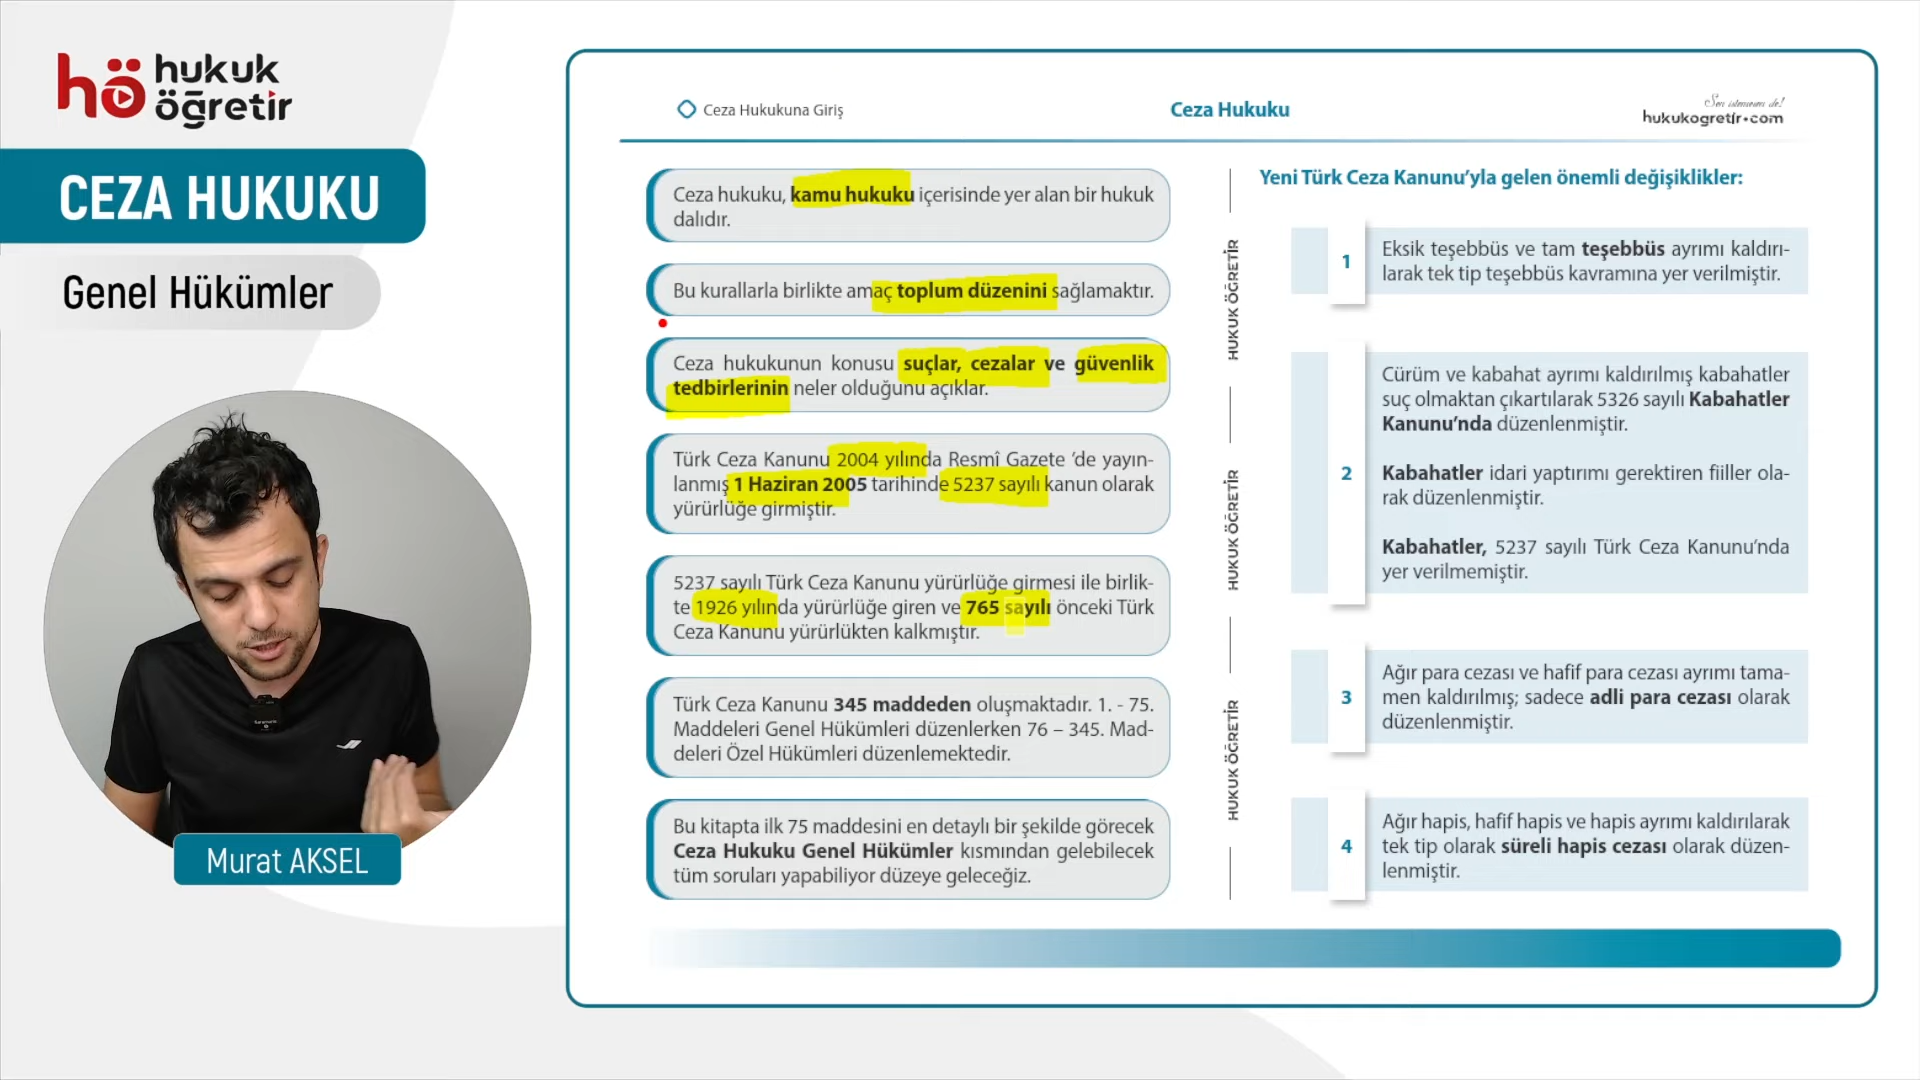 hö hukuk
öğretir
CEZA HUKUKU
Genel Hükümler
Murat AKSEL
Ceza Hukukuna Giriş
Ceza Hukuku
Sen istemesen de!
hukukogretir.com
Ceza hukuku, kamu hukuku içerisinde yer alan bir hukuk
dalıdır.
Bu kurallarla birlikte amaç toplum düzenini sağlamaktır.
Ceza hukukunun konusu suçlar, cezalar ve güvenlik
tedbirlerinin neler olduğunu açıklar.
Türk Ceza Kanunu 2004 yılında Resmî Gazete ’de yayın-
lanmış 1 Haziran 2005 tarihinde 5237 sayılı kanun olarak
yürürlüğe girmiştir.
5237 sayılı Türk Ceza Kanunu yürürlüğe girmesi ile birlik-
te 1926 yılında yürürlüğe giren ve 765 sayılı önceki Türk
Ceza Kanunu yürürlükten kalkmıştır.
Türk Ceza Kanunu 345 maddeden oluşmaktadır. 1. - 75.
Maddeleri Genel Hükümleri düzenlerken 76 – 345. Mad-
deleri Özel Hükümleri düzenlemektedir.
Bu kitapta ilk 75 maddesini en detaylı bir şekilde görecek
Ceza Hukuku Genel Hükümler kısmından gelebilecek
tüm soruları yapabiliyor düzeye geleceğiz.
HUKUK ÖĞRETİR
HUKUK ÖĞRETİR
HUKUK ÖĞRETİR
Yeni Türk Ceza Kanunu’yla gelen önemli değişiklikler:
1
Eksik teşebbüs ve tam teşebbüs ayrımı kaldırı-
larak tek tip teşebbüs kavramına yer verilmiştir.
2
Cürüm ve kabahat ayrımı kaldırılmış kabahatler
suç olmaktan çıkartılarak 5326 sayılı Kabahatler
Kanunu’nda düzenlenmiştir.
Kabahatler idari yaptırımı gerektiren fiiller ola-
rak düzenlenmiştir.
Kabahatler, 5237 sayılı Türk Ceza Kanunu’nda
yer verilmemiştir.
3
Ağır para cezası ve hafif para cezası ayrımı tama-
men kaldırılmış; sadece adli para cezası olarak
düzenlenmiştir.
4
Ağır hapis, hafif hapis ve hapis ayrımı kaldırılarak
tek tip olarak süreli hapis cezası olarak düzen-
lenmiştir.